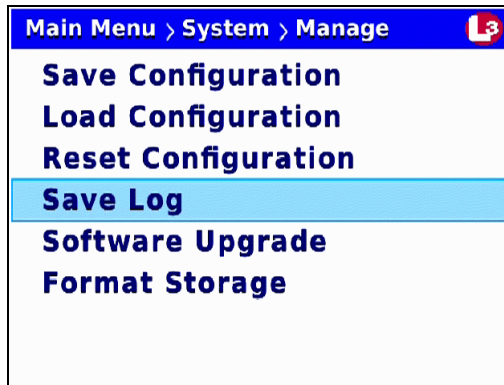 Main Menu > System > Manage L3
Save Configuration
Load Configuration
Reset Configuration
Save Log
Software Upgrade
Format Storage